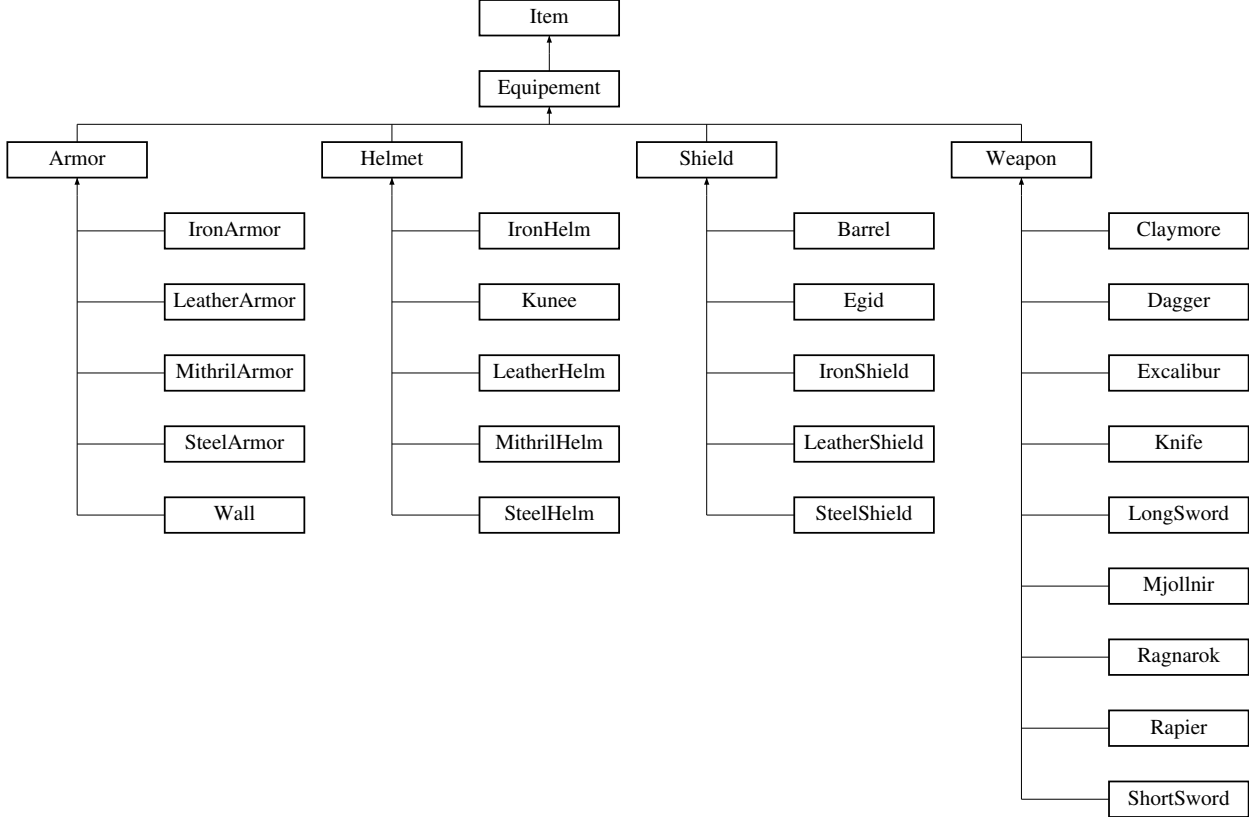 Item
Equipement
Armor
Helmet
Shield
Weapon
IronArmor
IronHelm
Barrel
Claymore
LeatherArmor
Kunee
Egid
Dagger
MithrilArmor
LeatherHelm
IronShield
Excalibur
SteelArmor
MithrilHelm
LeatherShield
Knife
Wall
SteelHelm
SteelShield
LongSword
Mjollnir
Ragnarok
Rapier
ShortSword